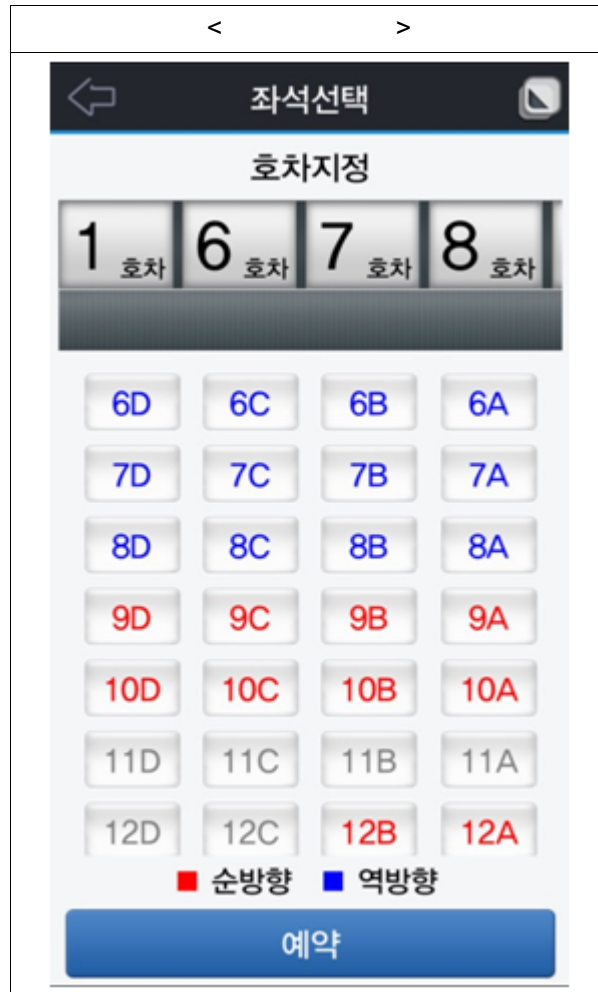 < >
좌석선택
호차지정
1 호차 6 호차 7 호차 8 호차
6D 6C 6B 6A
7D 7C 7B 7A
8D 8C 8B 8A
9D 9C 9B 9A
10D 10C 10B 10A
11D 11C 11B 11A
12D 12C 12B 12A
순방향 역방향
예약